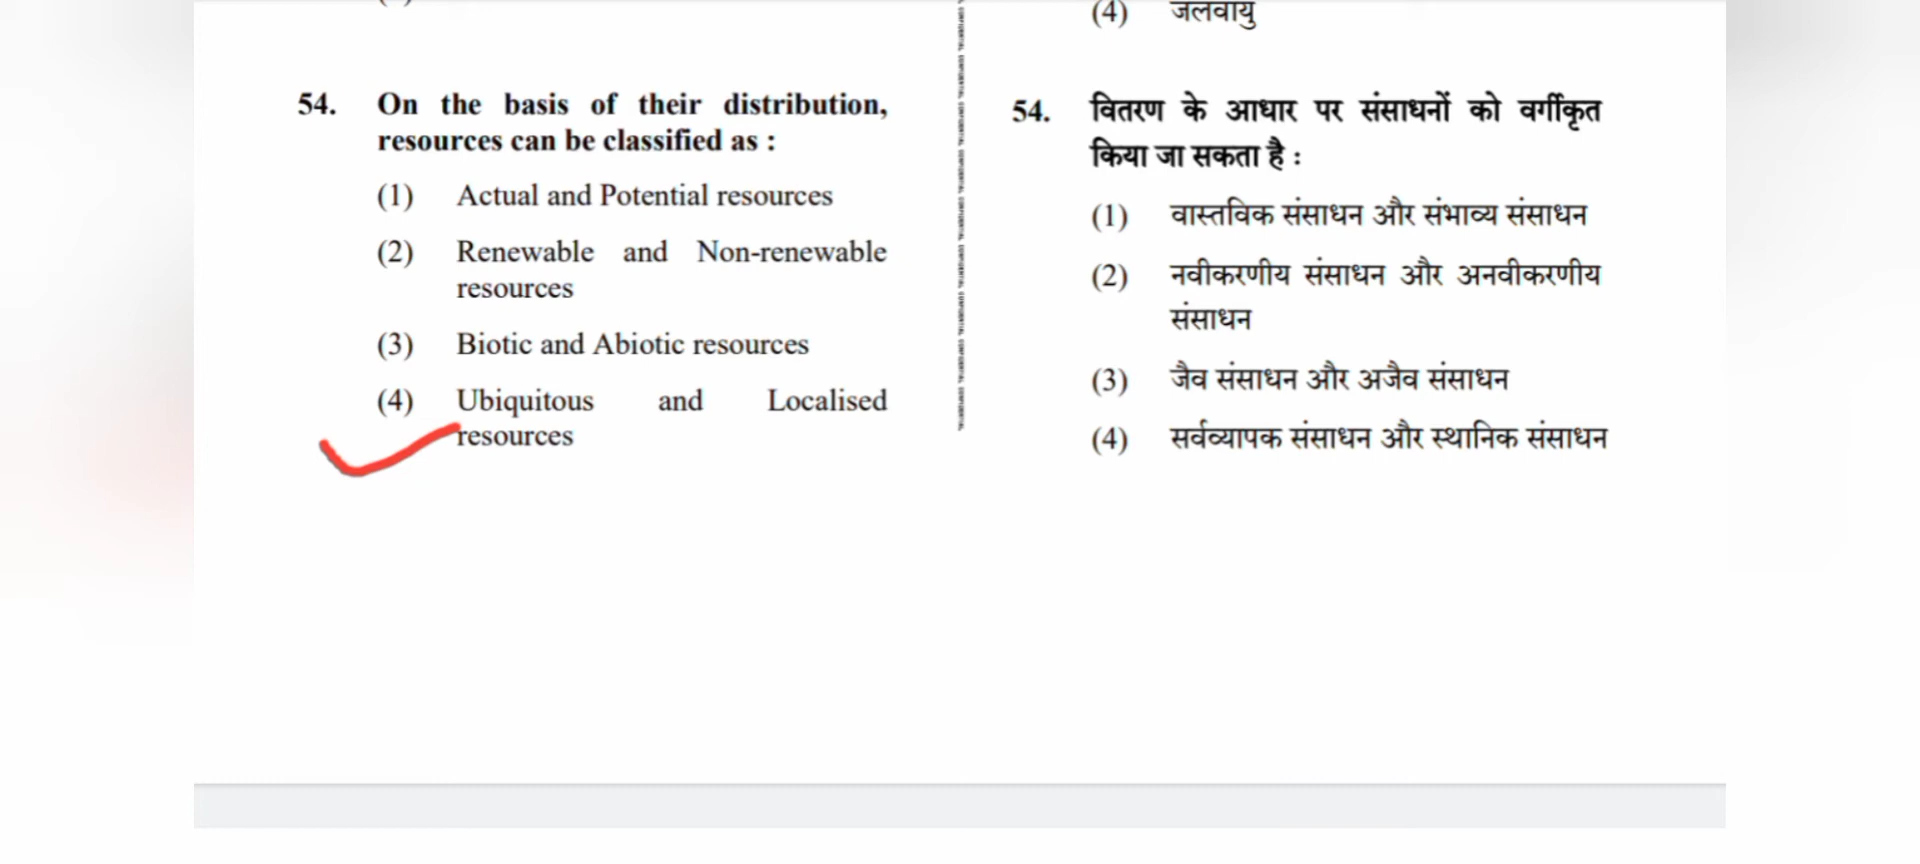 (4) जलवायु
54. On the basis of their distribution,
resources can be classified as :
(1) Actual and Potential resources
(2) Renewable and Non-renewable
resources
(3) Biotic and Abiotic resources
(4) Ubiquitous and Localised
resources
54. वितरण के आधार पर संसाधनों को वर्गीकृत
किया जा सकता है :
(1) वास्तविक संसाधन और संभाव्य संसाधन
(2) नवीकरणीय संसाधन और अनवीकरणीय
संसाधन
(3) जैव संसाधन और अजैव संसाधन
(4) सर्वव्यापक संसाधन और स्थानिक संसाधन